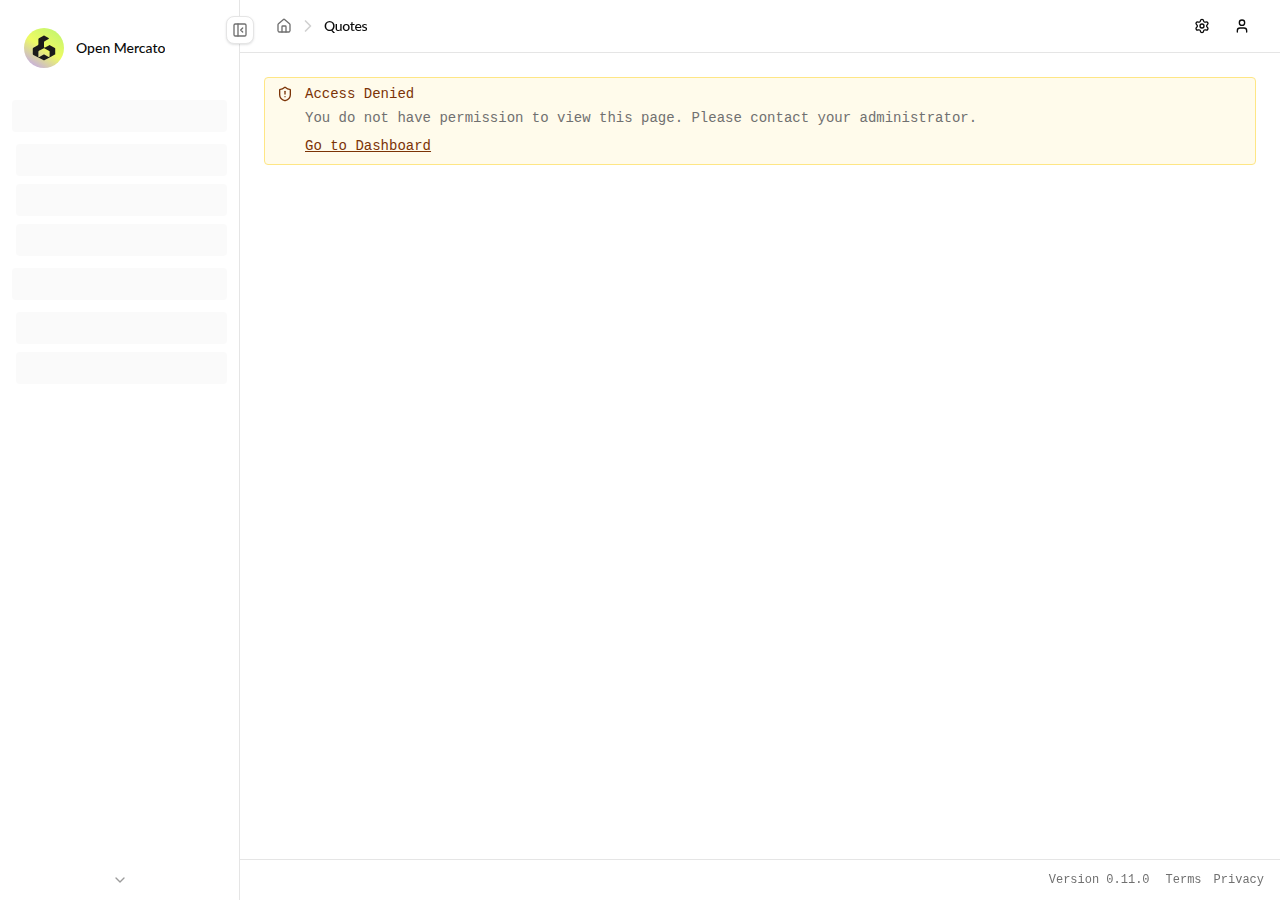 Open Mercato
Quotes
Access Denied
You do not have permission to view this page. Please contact your administrator.
Go to Dashboard
Version 0.11.0 Terms Privacy